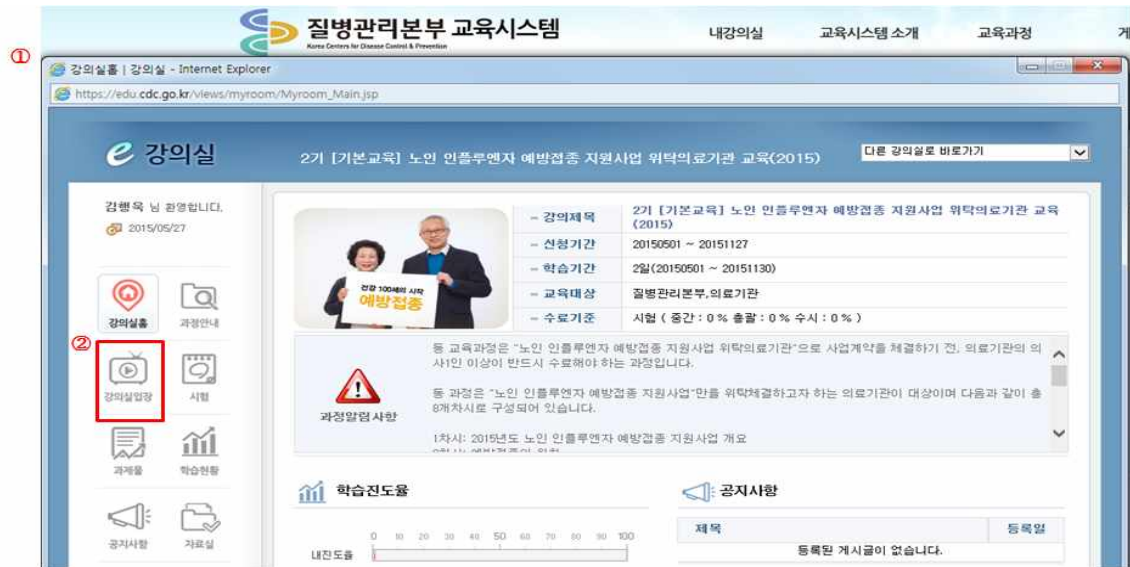 질병관리본부 교육시스템
Korea Centers for Disease Control & Prevention
내강의실 교육시스템 소개 교육과정 게
①
강의실홈 | 강의실 - Internet Explorer
https://edu.cdc.go.kr/views/myroom/Myroom_Main.jsp
e 강의실
2기 [기본교육] 노인 인플루엔자 예방접종 지원사업 위탁의료기관 교육(2015)
다른 강의실로 바로가기
김행옥 님 환영합니다.
2015/05/27
강의실홈 과정안내
②
강의실입장 시험
과제물 학습현황
공지사항 자료실
건강 100세의 시작
예방접종
강의제목 2기 [기본교육] 노인 인플루엔자 예방접종 지원사업 위탁의료기관 교육
(2015)
신청기간 20150501 ~ 20151127
학습기간 2일(20150501 ~ 20151130)
교육대상 질병관리본부,의료기관
수료기준 시험 ( 중간 : 0 % 총괄 : 0 % 수시 : 0 % )
과정알림사항
동 교육과정은 "노인 인플루엔자 예방접종 지원사업 위탁의료기관"으로 사업계약을 체결하기 전, 의료기관의 의
사1인 이상이 반드시 수료해야 하는 과정입니다.
동 과정은 "노인 인플루엔자 예방접종 지원사업"만를 위탁체결하고자 하는 의료기관이 대상이며 다음과 같이 총
8개차시로 구성되어 있습니다.
1차시: 2015년도 노인 인플루엔자 예방접종 지원사업 개요
학습진도율
0 10 20 30 40 50 60 70 80 90 100
내진도율
공지사항
제목 등록일
등록된 게시글이 없습니다.